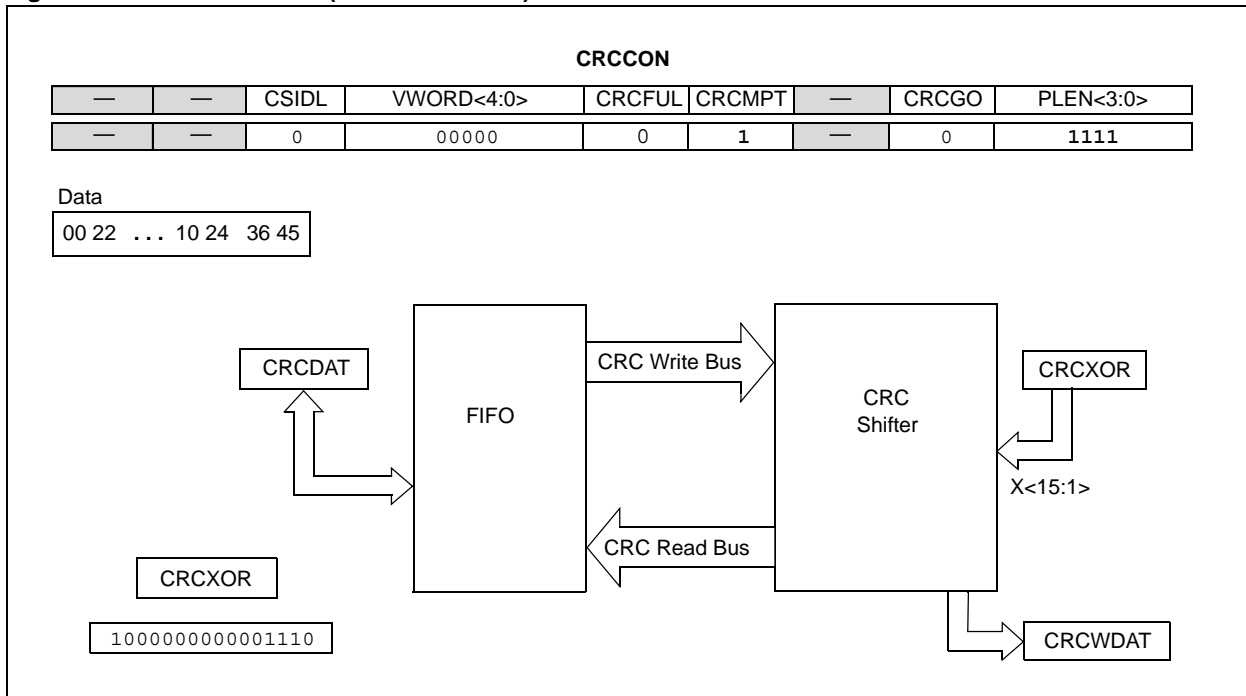 CRCCON
— — CSIDL VWORD<4:0> CRCFUL CRCMPT — CRCGO PLEN<3:0>
— — 0 00000 0 1 — 0 1111
Data
00 22 ... 10 24 36 45
CRC Write Bus
CRCDAT
CRCXOR
FIFO
CRC
Shifter
X<15:1>
CRC Read Bus
CRCXOR
1000000000001110
CRCWDAT